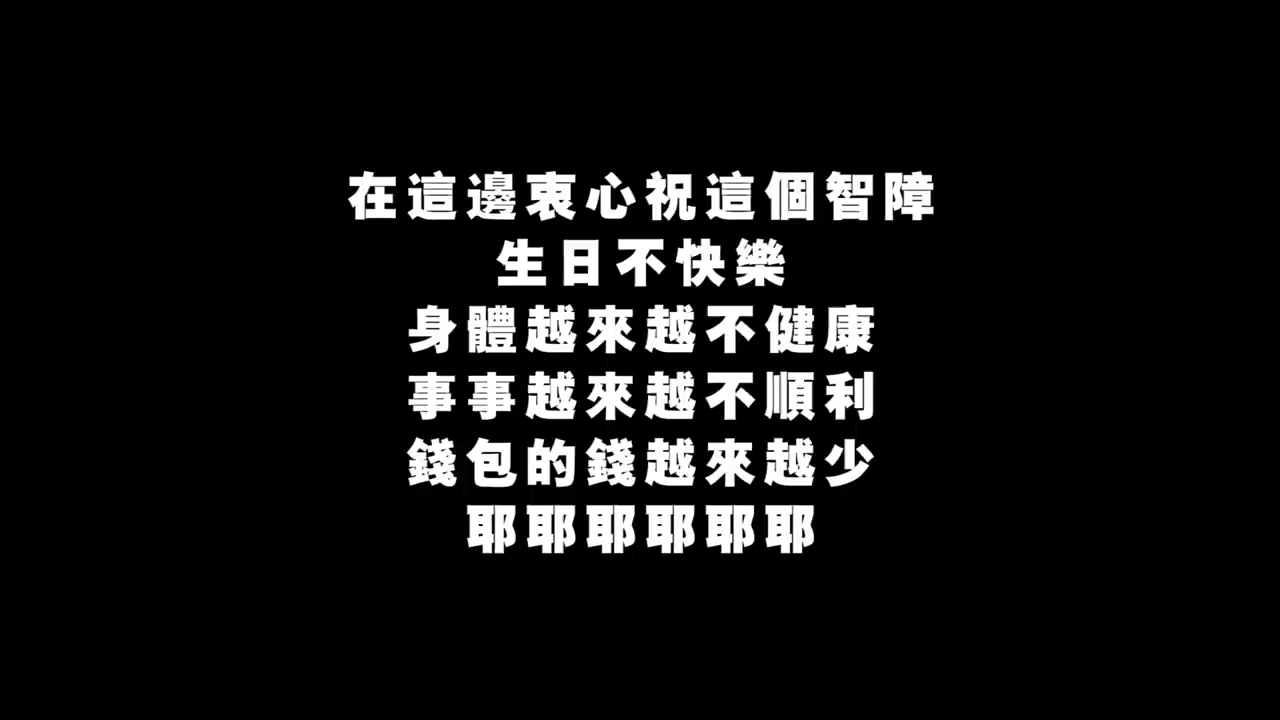 在這邊衷心祝這個智障
生日不快樂
身體越來越不健康
事事越來越不順利
錢包的錢越來越少
耶耶耶耶耶耶